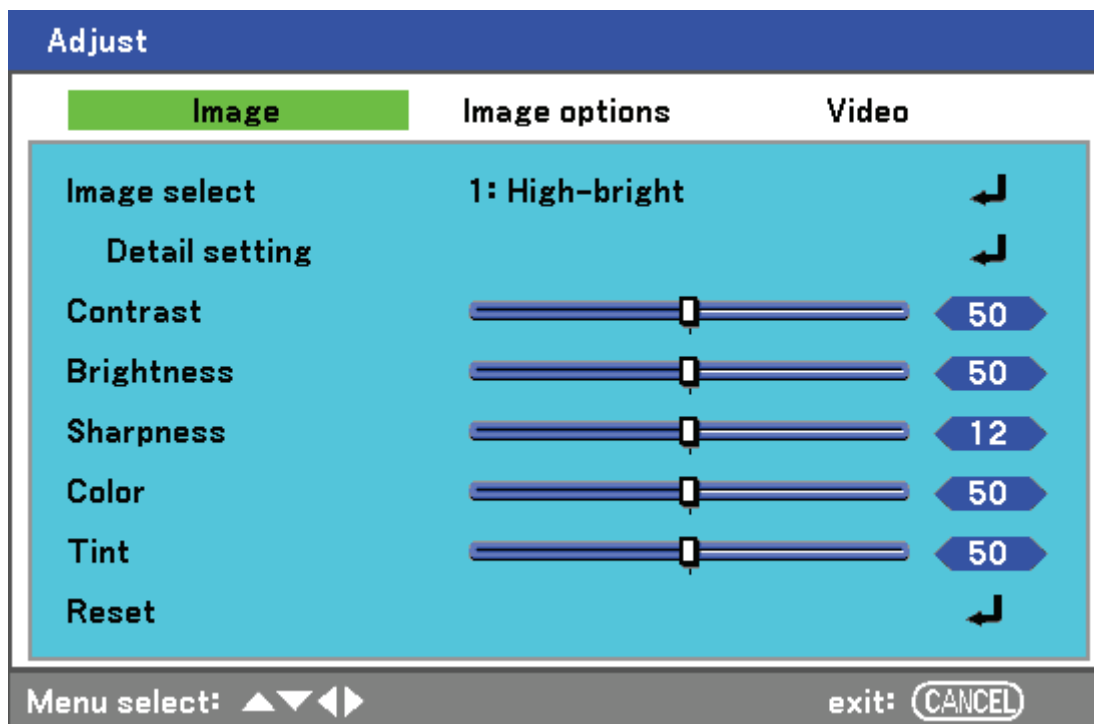 Adjust
Image Image options Video
Image select 1: High-bright
Detail setting
Contrast 50
Brightness 50
Sharpness 12
Color 50
Tint 50
Reset
Menu select: exit: CANCEL